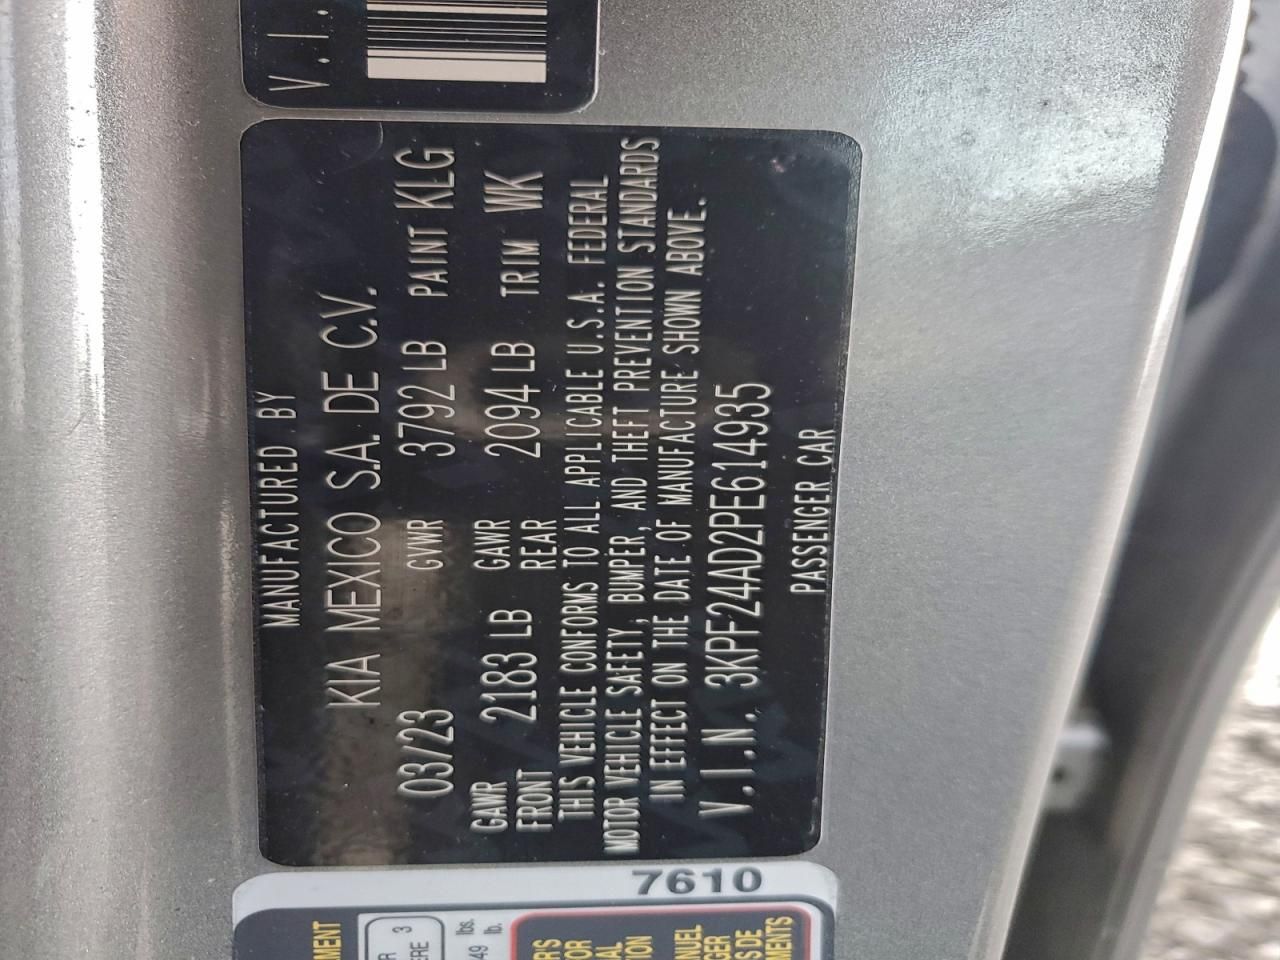 V.I.
MANUFACTURED BY
KIA MEXICO S.A. DE C.V.
03/23 GVWR 3792 LB PAINT KLG
GAWR FRONT 2183 LB GAWR REAR 2094 LB TRIM WK
THIS VEHICLE CONFORMS TO ALL APPLICABLE U.S.A. FEDERAL
MOTOR VEHICLE SAFETY, BUMPER, AND THEFT PREVENTION STANDARDS
IN EFFECT ON THE DATE OF MANUFACTURE SHOWN ABOVE.
V.I.N. 3KPF24AD2PE614935
PASSENGER CAR
7610